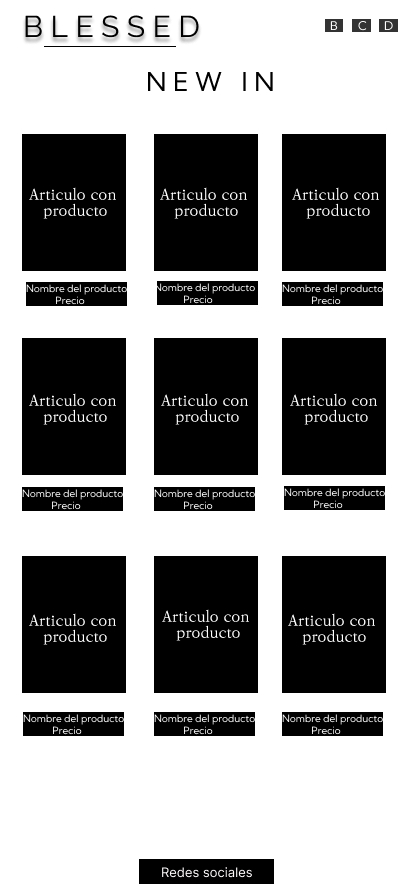 BLESSED
B C D
NEW IN
Articulo con
producto
Articulo con
producto
Articulo con
producto
Nombre del producto
Precio
Nombre del producto
Precio
Nombre del producto
Precio
Articulo con
producto
Articulo con
producto
Articulo con
producto
Nombre del producto
Precio
Nombre del producto
Precio
Nombre del producto
Precio
Articulo con
producto
Articulo con
producto
Articulo con
producto
Nombre del producto
Precio
Nombre del producto
Precio
Nombre del producto
Precio
Redes sociales